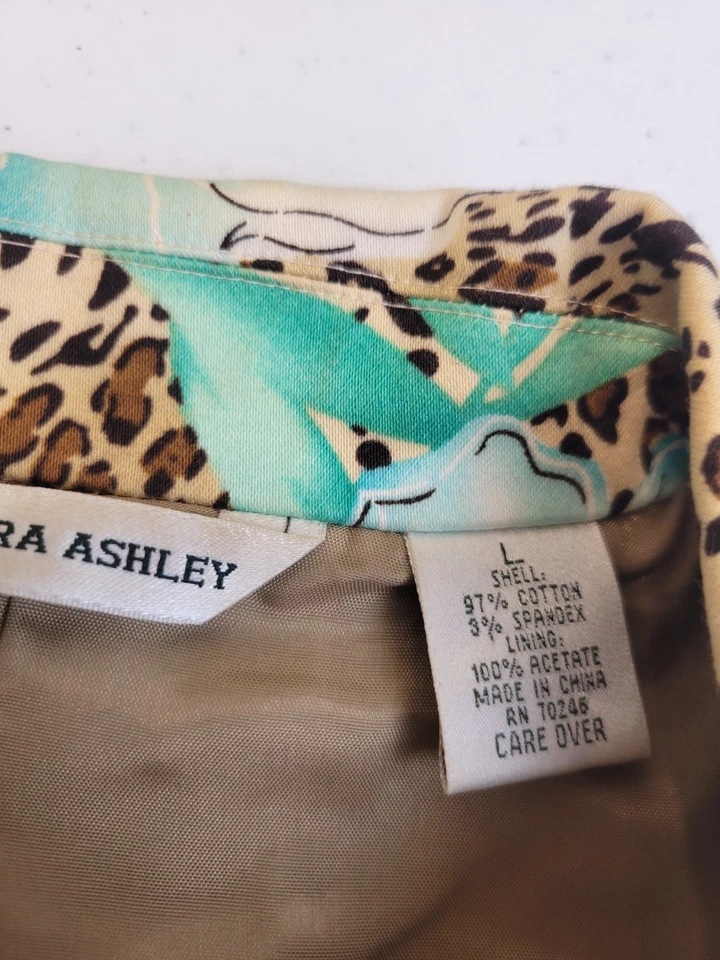 RA ASHLEY
L
SHELL:
97% COTTON
3% SPANDEX
LINING:
100% ACETATE
MADE IN CHINA
RN 70246
CARE OVER